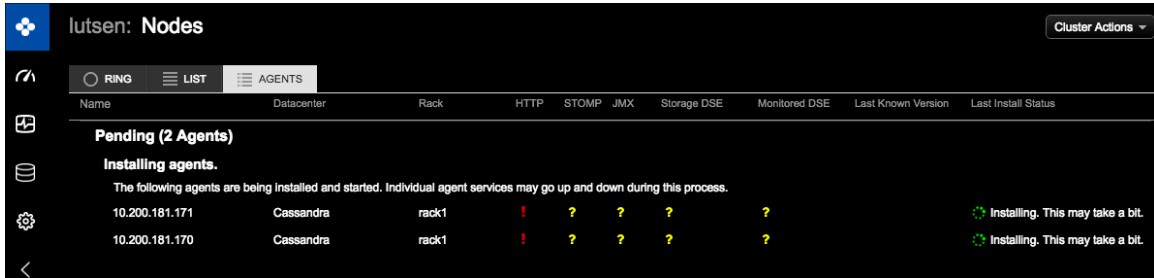 lutsen: Nodes
Cluster Actions
RING LIST AGENTS
Name Datacenter Rack HTTP STOMP JMX Storage DSE Monitored DSE Last Known Version Last Install Status
Pending (2 Agents)
Installing agents.
The following agents are being installed and started. Individual agent services may go up and down during this process.
10.200.181.171 Cassandra rack1 ! ? ? ? ? Installing. This may take a bit.
10.200.181.170 Cassandra rack1 ! ? ? ? ? Installing. This may take a bit.